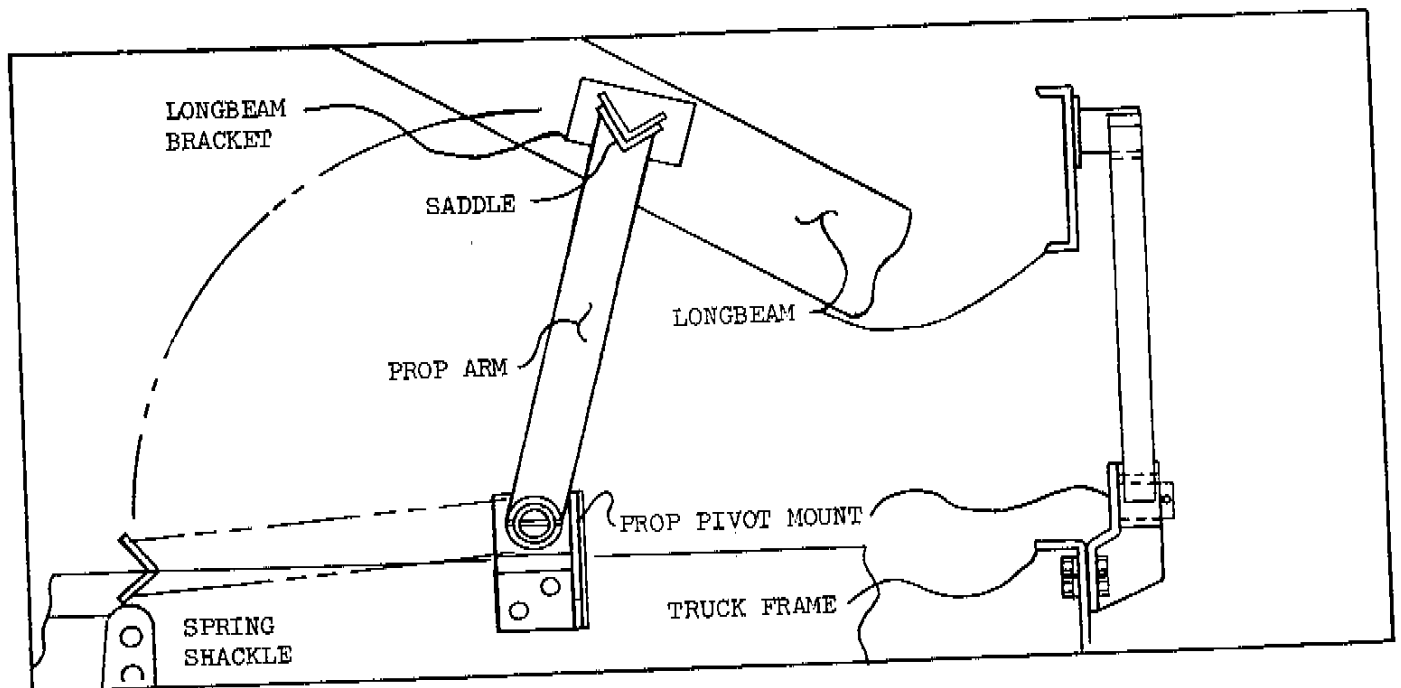 LONGBEAM
BRACKET
SADDLE
LONGBEAM
PROP ARM
PROP PIVOT MOUNT
TRUCK FRAME
SPRING
SHACKLE